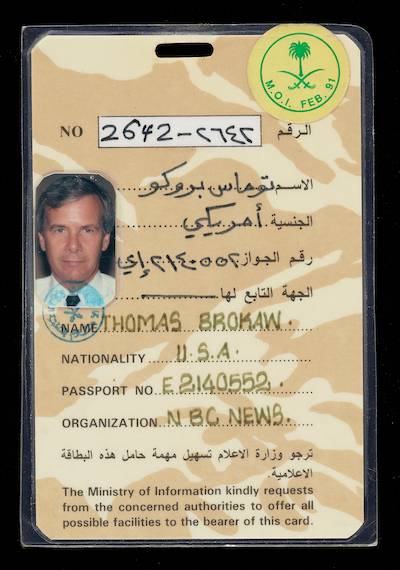 M.O.I. FEB. 91
NO 2642-٢٦٤٢ الرقم
الاسم توماس بروكو
الجنسية أمريكي
رقم الجواز ٢١٤٠٥٥٢ إي
الجهة التابع لها
NAME THOMAS BROKAW.
NATIONALITY U.S.A.
PASSPORT NO E2140552.
ORGANIZATION NBC NEWS.
ترجو وزارة الاعلام تسهيل مهمة حامل هذه البطاقة
الاعلامية.
The Ministry of Information kindly requests
from the concerned authorities to offer all
possible facilities to the bearer of this card.